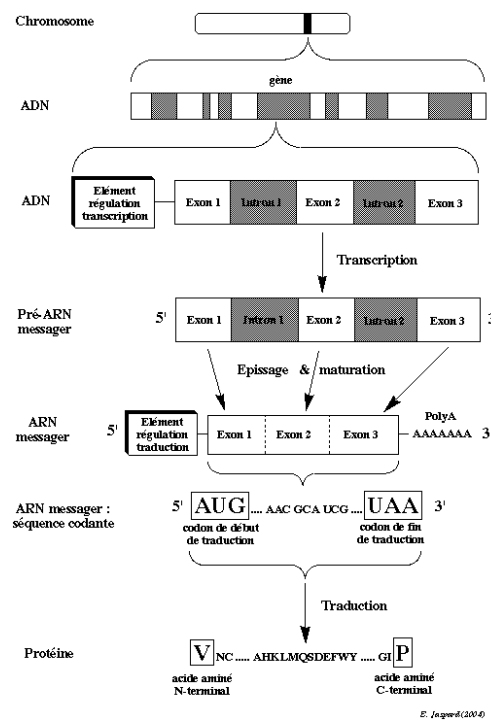 Chromosome
gène
ADN
ADN
Elément
régulation
transcription
Exon 1 Intron 1 Exon 2 Intron 2 Exon 3
Transcription
Pré-ARN
messager
5' Exon 1 Intron 1 Exon 2 Intron 2 Exon 3
Epissage & maturation
ARN
messager
5' Elément
régulation
traduction
Exon 1 Exon 2 Exon 3
PolyA
AAAAAAA 3
ARN messager :
séquence codante
5' AUG .... AAC GCA UCG .... UAA 3'
codon de début
de traduction
codon de fin
de traduction
Traduction
Protéine
V NC ..... AHKLMQSDEFWY ..... GI P
acide aminé
N-terminal
acide aminé
C-terminal
E. Jaspard (2004)